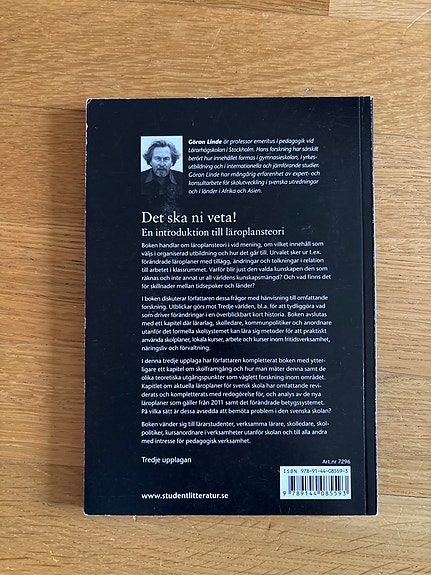 Göran Linde är professor emeritus i pedagogik vid
Lärarhögskolan i Stockholm. Hans forskning har särskilt
berört hur innehållet formas i gymnasieskolan, i yrkes-
utbildning och i internationella och jämförande studier.
Göran Linde har mångårig erfarenhet av expert- och
konsultarbete för skolutveckling i svenska utredningar
och i länder i Afrika och Asien.
Det ska ni veta!
En introduktion till läroplansteori
Boken handlar om läroplansteori i vid mening, om vilket innehåll som
väljs i organiserad utbildning och hur det går till. Urvalet sker ur t.ex.
förändrade läroplaner med tillägg, ändringar och tolkningar i relation
till arbetet i klassrummet. Varför blir just den valda kunskapen den som
räknas och inte annat ur all världens kunskapsmängd? Och vad finns det
för skillnader mellan tidsepoker och länder?
I boken diskuterar författaren dessa frågor med hänvisning till omfattande
forskning. Utblickar görs mot Tredje världen, bl.a. för att tydliggöra vad
som driver förändringar i en överblickbart kort historia. Boken avslutas
med ett kapitel där lärarlag, skolledare, kommunpolitiker och anordnare
utanför det formella skolsystemet kan lära sig metoder för att praktiskt
använda skolplaner, lokala kurser, arbete och kurser inom fritidsverksamhet,
näringsliv och förvaltning.
I denna tredje upplaga har författaren kompletterat boken med ytter-
ligare ett kapitel om skolframgång och hur man mäter denna samt de
olika teoretiska utgångspunkter som väglett forskning inom området.
Kapitlet om aktuella läroplaner för svensk skola har omfattande revi-
derats och kompletterats med redogörelse för, och analys av de nya
läroplaner som gäller från 2011 samt det förändrade betygssystemet.
På vilka sätt är dessa avsedda att bemöta problem i den svenska skolan?
Boken vänder sig till lärarstudenter, verksamma lärare, skolledare, skol-
politiker, kursanordnare i verksamheter utanför skolan och till alla andra
med intresse för pedagogisk verksamhet.
Tredje upplagan
Art.nr 7296
ISBN 978-91-44-08559-3
9 789144 085593
www.studentlitteratur.se